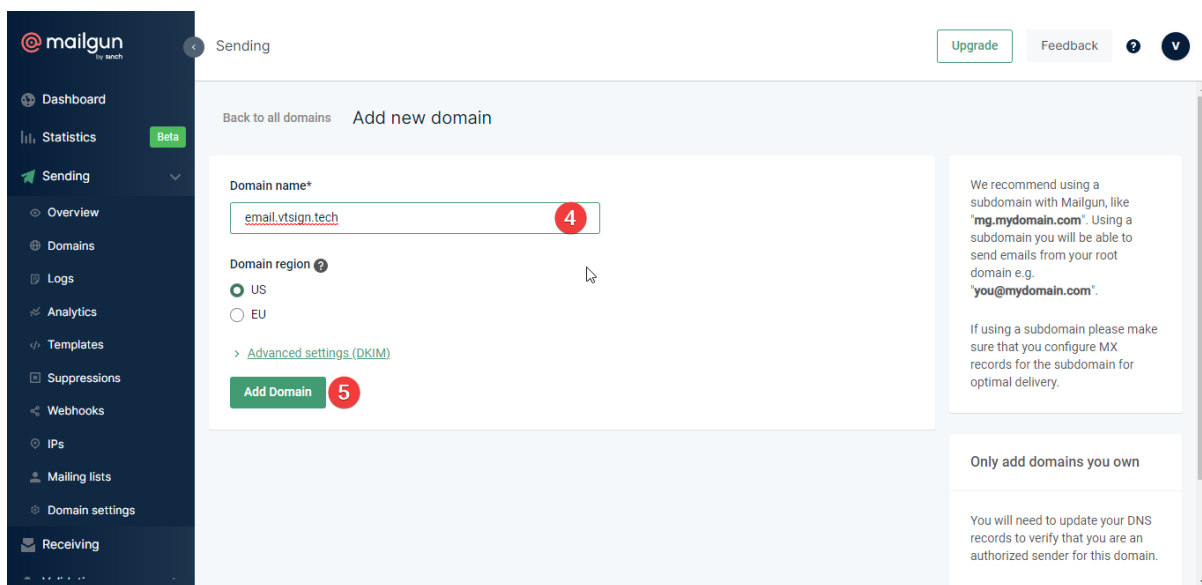 mailgun
by sinch
Sending
Upgrade
Feedback
?
V
Dashboard
Statistics
Beta
Sending
Overview
Domains
Logs
Analytics
Templates
Suppressions
Webhooks
IPs
Mailing lists
Domain settings
Receiving
Back to all domains
Add new domain
Domain name*
email.vtsign.tech
4
Domain region ?
US
EU
> Advanced settings (DKIM)
Add Domain
5
We recommend using a
subdomain with Mailgun, like
"mg.mydomain.com". Using a
subdomain you will be able to
send emails from your root
domain e.g.
"you@mydomain.com".
If using a subdomain please make
sure that you configure MX
records for the subdomain for
optimal delivery.
Only add domains you own
You will need to update your DNS
records to verify that you are an
authorized sender for this domain.